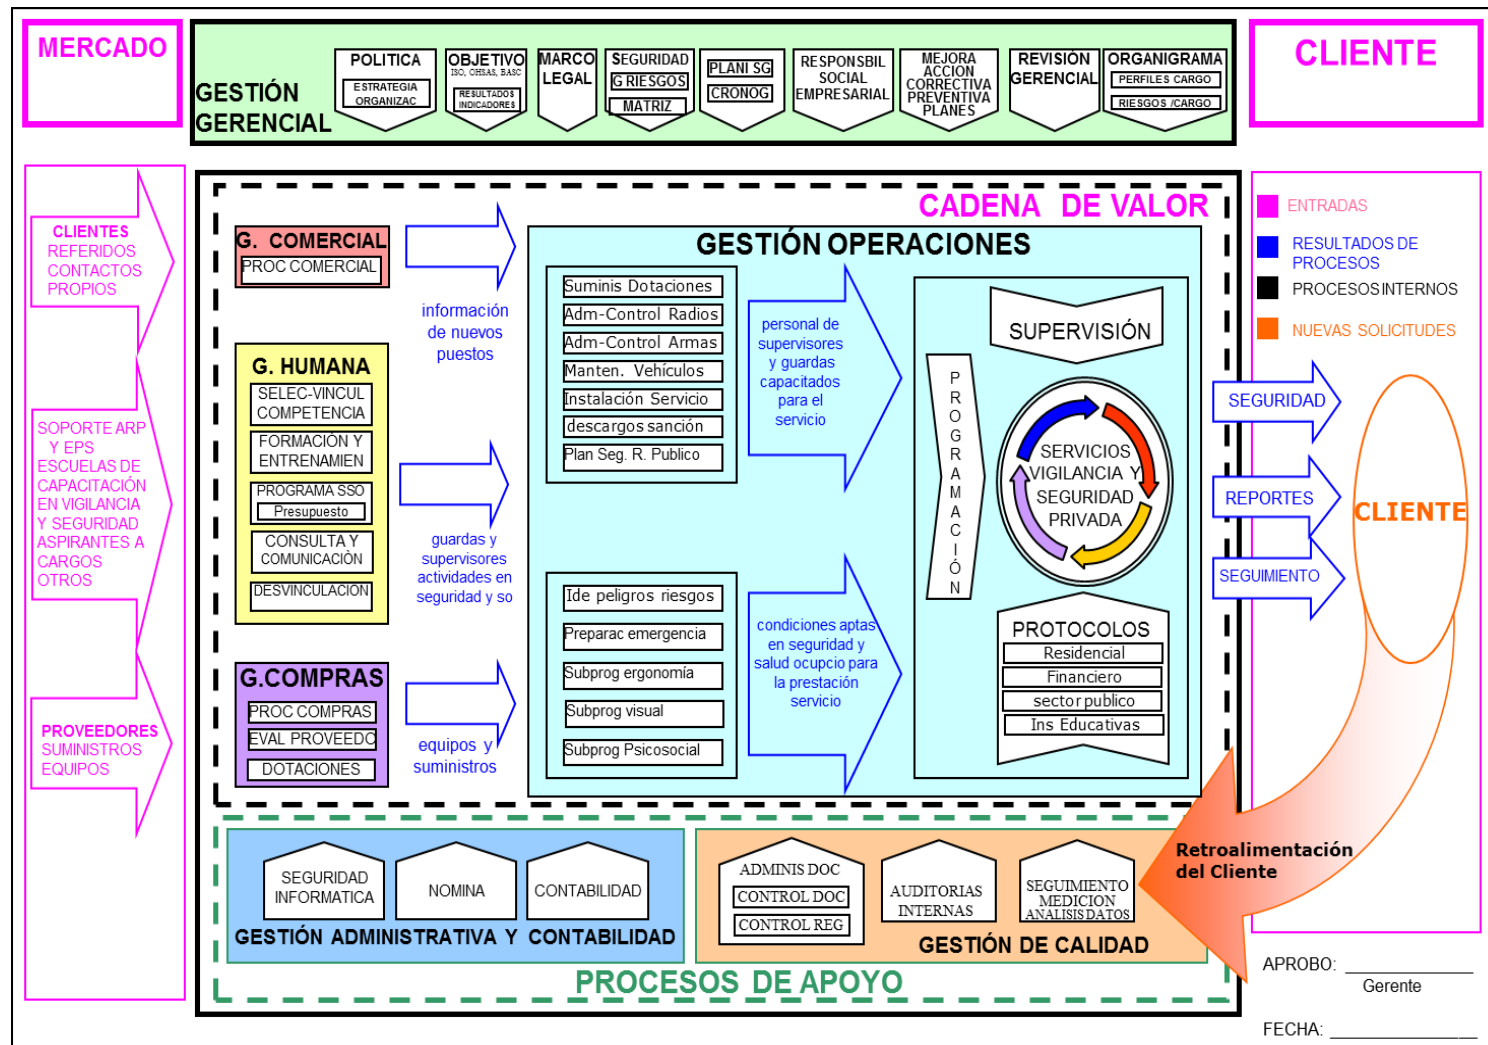 MERCADO
GESTIÓN
GERENCIAL
POLITICA
ESTRATEGIA
ORGANIZAC
OBJETIVO
ISO, OHSAS, BASC
RESULTADOS
INDICADORES
MARCO
LEGAL
SEGURIDAD
G RIESGOS
MATRIZ
PLANI SG
CRONOG
RESPONSBIL
SOCIAL
EMPRESARIAL
MEJORA
ACCION
CORRECTIVA
PREVENTIVA
PLANES
REVISIÓN
GERENCIAL
ORGANIGRAMA
PERFILES CARGO
RIESGOS /CARGO
CLIENTE
CLIENTES
REFERIDOS
CONTACTOS
PROPIOS
SOPORTE ARP
Y EPS
ESCUELAS DE
CAPACITACIÓN
EN VIGILANCIA
Y SEGURIDAD
ASPIRANTES A
CARGOS
OTROS
PROVEEDORES
SUMINISTROS
EQUIPOS
CADENA DE VALOR
G. COMERCIAL
PROC COMERCIAL
información
de nuevos
puestos
G. HUMANA
SELEC-VINCUL
COMPETENCIA
FORMACIÓN Y
ENTRENAMIEN
PROGRAMA SSO
Presupuesto
CONSULTA Y
COMUNICACIÒN
DESVINCULACION
guardas y
supervisores
actividades en
seguridad y so
G.COMPRAS
PROC COMPRAS
EVAL PROVEEDO
DOTACIONES
equipos y
suministros
GESTIÓN OPERACIONES
Suminis Dotaciones
Adm-Control Radios
Adm-Control Armas
Manten. Vehículos
Instalación Servicio
descargos sanción
Plan Seg. R. Publico
personal de
supervisores
y guardas
capacitados
para el
servicio
Ide peligros riesgos
Preparac emergencia
Subprog ergonomía
Subprog visual
Subprog Psicosocial
condiciones aptas
en seguridad y
salud ocupcio para
la prestación
servicio
PROGRAMACIÓN
SUPERVISIÓN
SERVICIOS
VIGILANCIA Y
SEGURIDAD
PRIVADA
PROTOCOLOS
Residencial
Financiero
sector publico
Ins Educativas
ENTRADAS
RESULTADOS DE
PROCESOS
PROCESOS INTERNOS
NUEVAS SOLICITUDES
SEGURIDAD
REPORTES
SEGUIMIENTO
CLIENTE
Retroalimentación
del Cliente
SEGURIDAD
INFORMATICA
NOMINA
CONTABILIDAD
GESTIÓN ADMINISTRATIVA Y CONTABILIDAD
ADMINIS DOC
CONTROL DOC
CONTROL REG
AUDITORIAS
INTERNAS
SEGUIMIENTO
MEDICION
ANALISIS DATOS
GESTIÓN DE CALIDAD
PROCESOS DE APOYO
APROBO: ______________
Gerente
FECHA: ________________